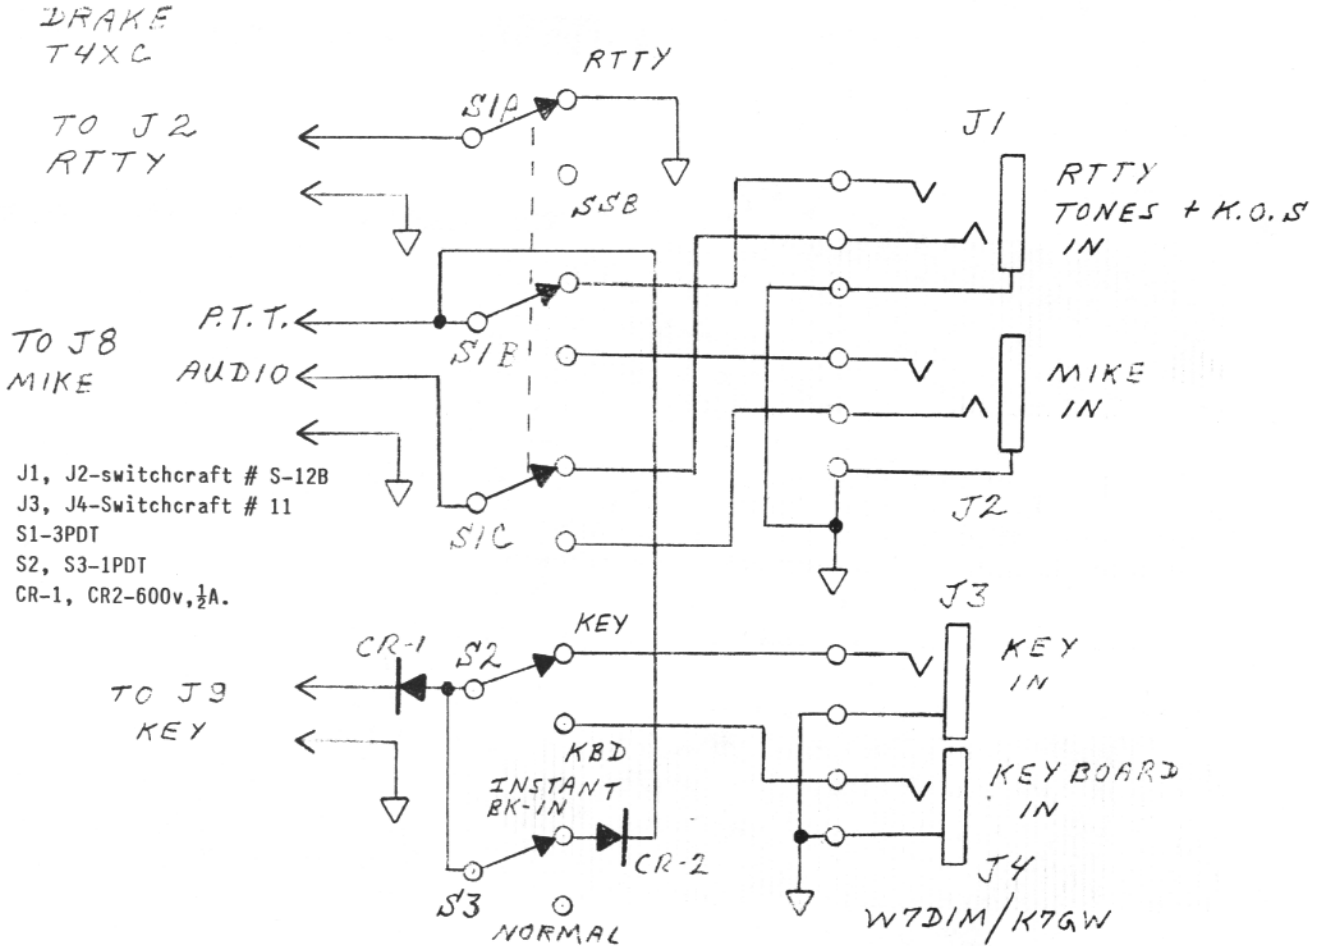 DRAKE
T4XC
RTTY
S1A
TO J2
RTTY
SSB
J1
RTTY
TONES + K.O.S
IN
P.T.T.
TO J8
MIKE
AUDIO
S1B
MIKE
IN
J1, J2-switchcraft # S-12B
J3, J4-Switchcraft # 11
S1-3PDT
S2, S3-1PDT
CR-1, CR2-600v,½A.
S1C
J2
J3
KEY
CR-1
S2
KEY
IN
TO J9
KEY
KBD
INSTANT
BK-IN
KEYBOARD
IN
CR-2
J4
S3
NORMAL
W7DIM/K7GW